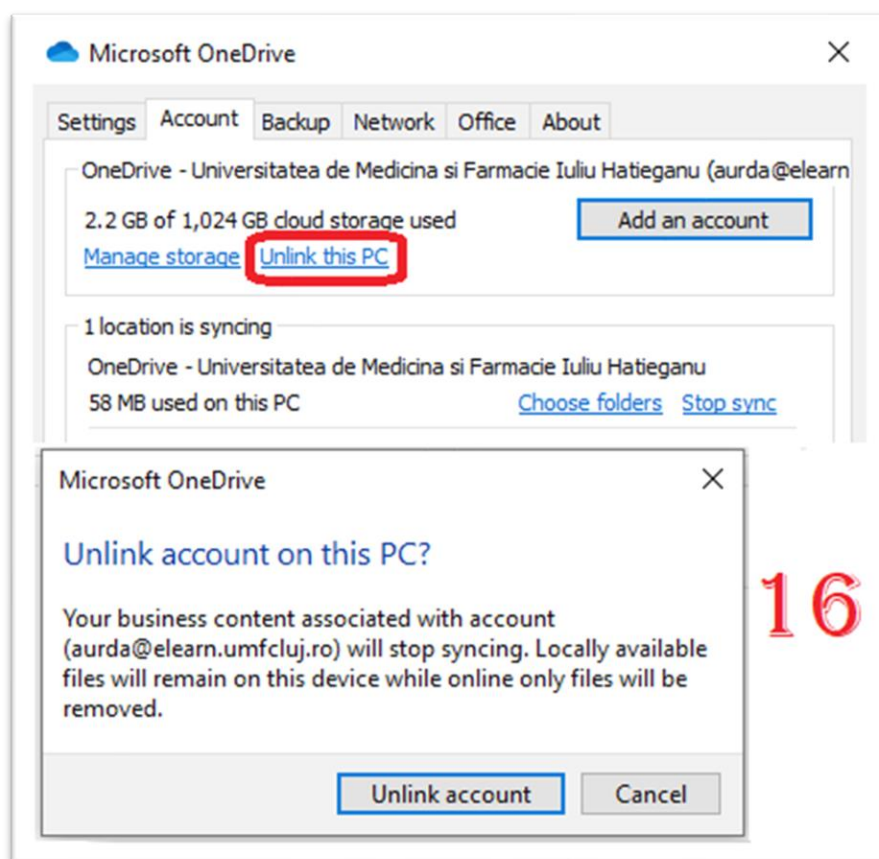 Microsoft OneDrive
Settings Account Backup Network Office About
OneDrive - Universitatea de Medicina si Farmacie Iuliu Hatieganu (aurda@elearn
2.2 GB of 1,024 GB cloud storage used Add an account
Manage storage Unlink this PC
1 location is syncing
OneDrive - Universitatea de Medicina si Farmacie Iuliu Hatieganu
58 MB used on this PC Choose folders Stop sync
Microsoft OneDrive
Unlink account on this PC?
Your business content associated with account
(aurda@elearn.umfcluj.ro) will stop syncing. Locally available
files will remain on this device while online only files will be
removed.
Unlink account Cancel
16